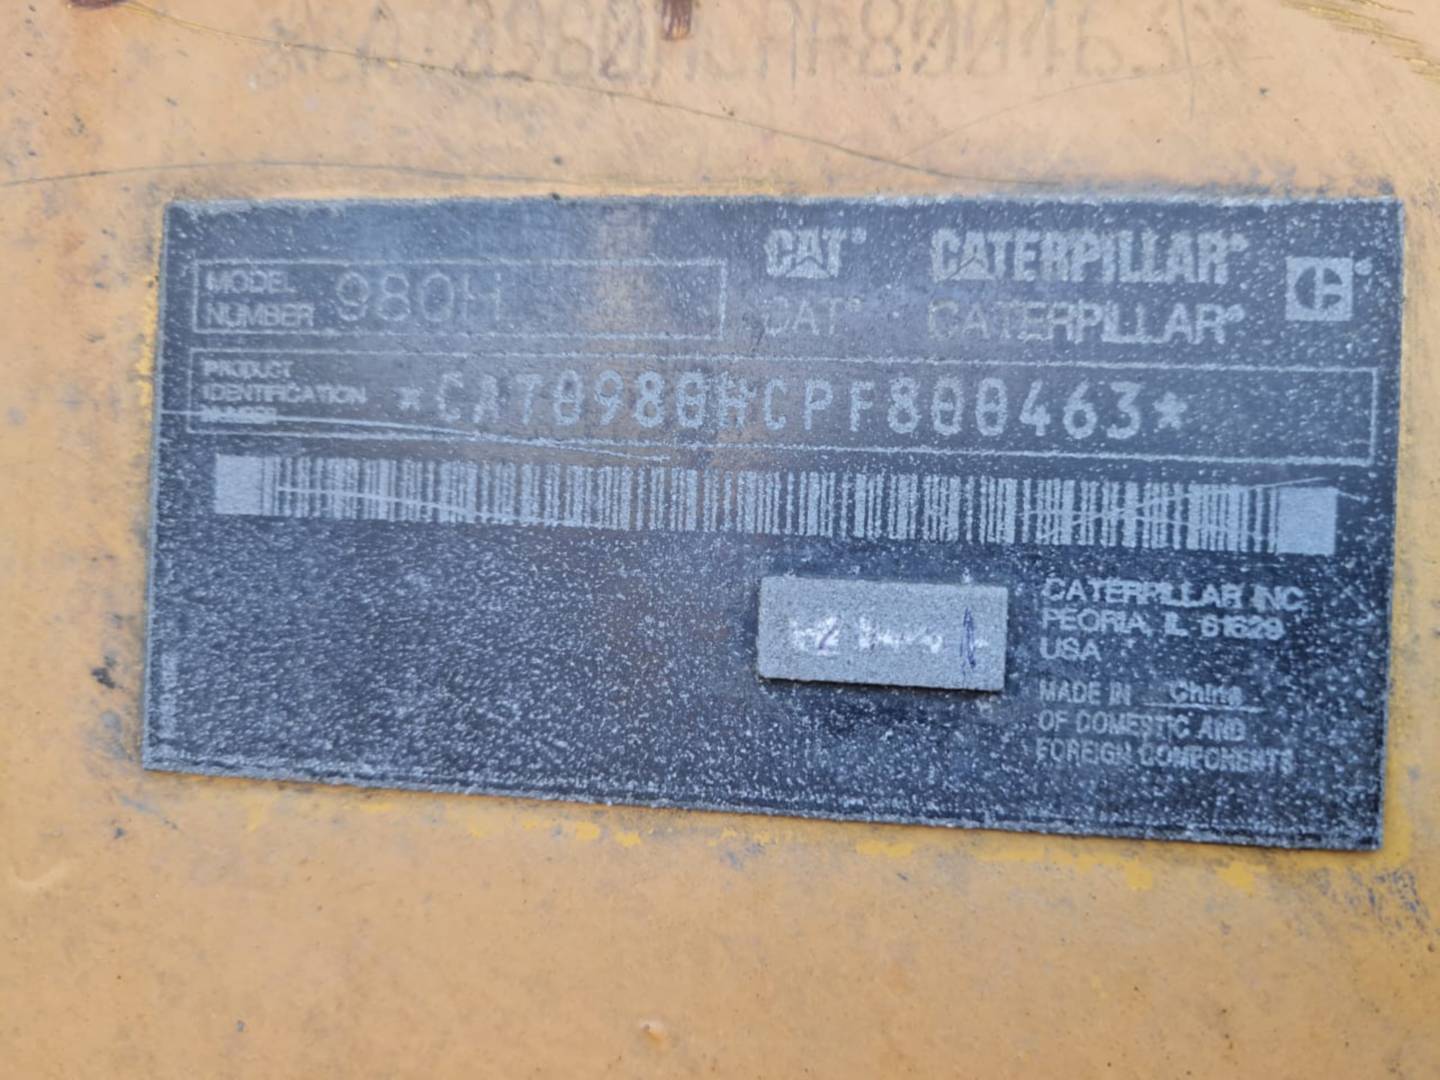 CAT® CATERPILLAR®
MODEL NUMBER 980H
CAT® CATERPILLAR®
PRODUCT IDENTIFICATION NUMBER *CAT0980HCPF800463*
CATERPILLAR INC.
PEORIA, IL 61629
USA
MADE IN China
OF DOMESTIC AND
FOREIGN COMPONENTS